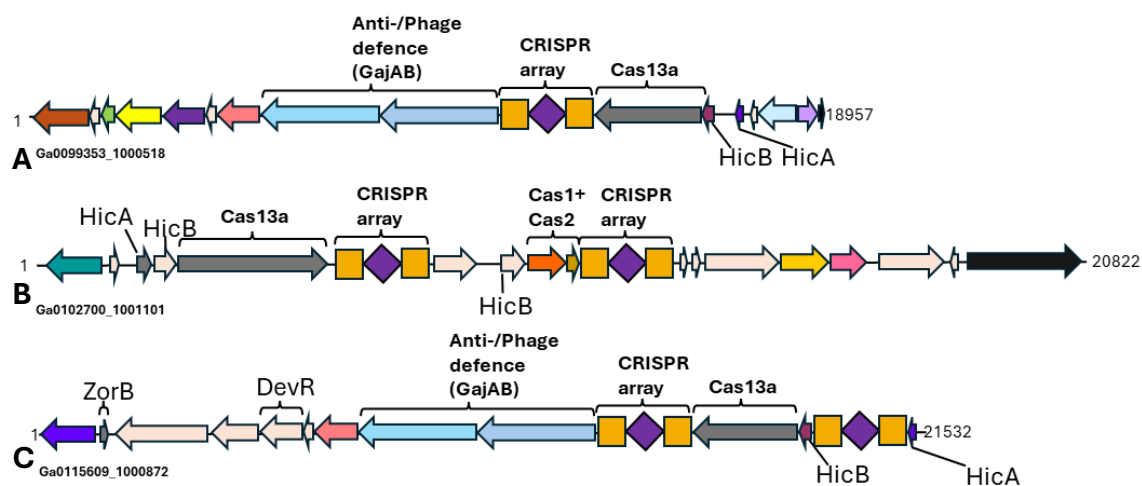 Anti-/Phage
defence
(GajAB)
CRISPR
array
Cas13a
1
18957
A
Ga0099353_1000518
HicB
HicA
HicA
HicB
Cas13a
CRISPR
array
Cas1+
Cas2
CRISPR
array
1
20822
B
Ga0102700_1001101
HicB
Anti-/Phage
defence
(GajAB)
CRISPR
array
Cas13a
ZorB
DevR
1
21532
C
Ga0115609_1000872
HicB
HicA